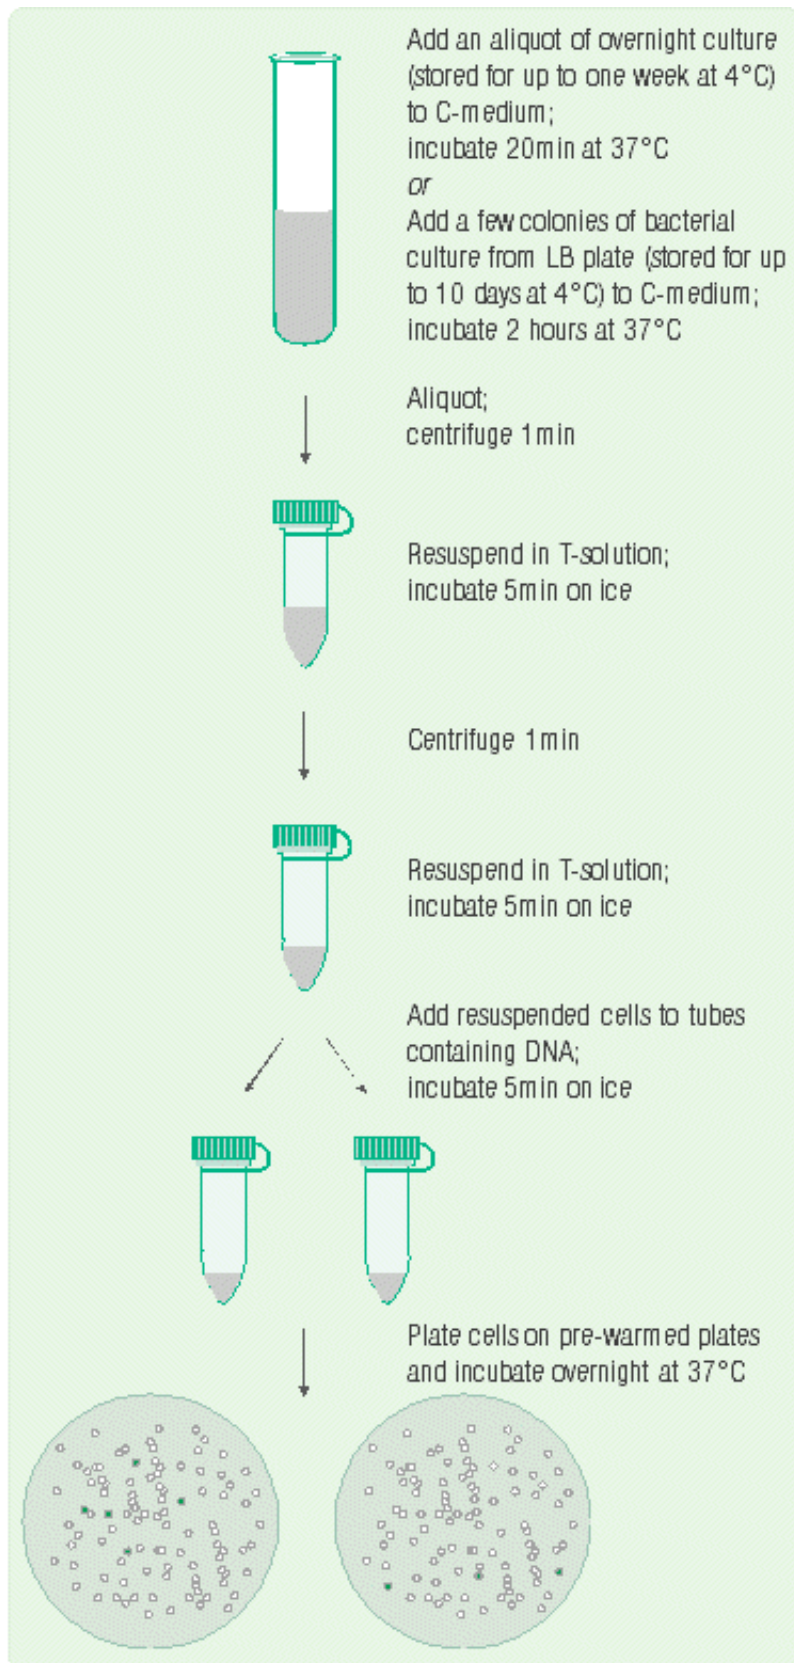 Add an aliquot of overnight culture
(stored for up to one week at 4°C)
to C-medium;
incubate 20min at 37°C
or
Add a few colonies of bacterial
culture from LB plate (stored for up
to 10 days at 4°C) to C-medium;
incubate 2 hours at 37°C
Aliquot;
centrifuge 1min
Resuspend in T-solution;
incubate 5min on ice
Centrifuge 1min
Resuspend in T-solution;
incubate 5min on ice
Add resuspended cells to tubes
containing DNA;
incubate 5min on ice
Plate cells on pre-warmed plates
and incubate overnight at 37°C